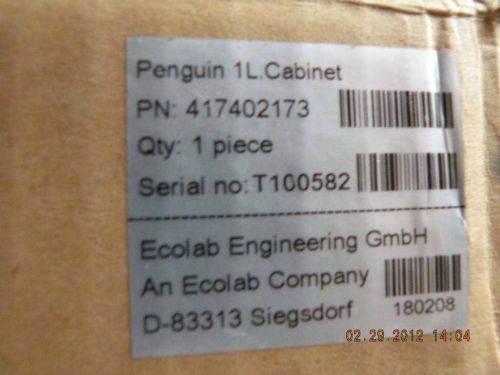 Penguin 1L.Cabinet
PN: 417402173
Qty: 1 piece
Serial no: T100582
Ecolab Engineering GmbH
An Ecolab Company
D-83313 Siegsdorf 180208
02.29.2012 14:04